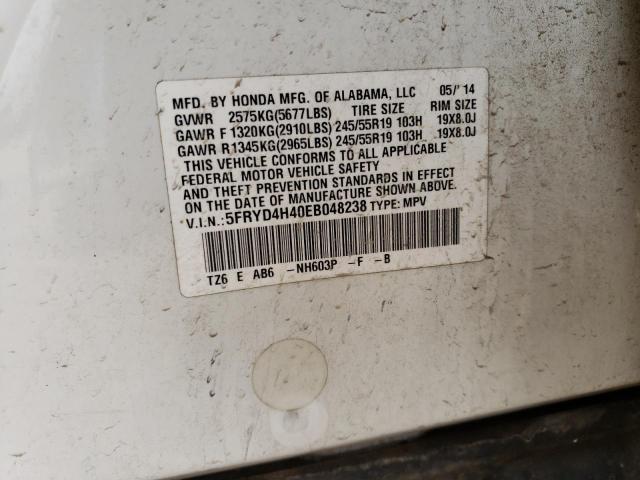 MFD. BY HONDA MFG. OF ALABAMA, LLC 05/'14
GVWR 2575KG(5677LBS) TIRE SIZE RIM SIZE
GAWR F1320KG(2910LBS) 245/55R19 103H 19X8.0J
GAWR R1345KG(2965LBS) 245/55R19 103H 19X8.0J
THIS VEHICLE CONFORMS TO ALL APPLICABLE
FEDERAL MOTOR VEHICLE SAFETY
AND THEFT PREVENTION STANDARDS IN EFFECT
ON THE DATE OF MANUFACTURE SHOWN ABOVE.
V.I.N.:5FRYD4H40EB048238 TYPE: MPV
TZ6 E AB6 -NH603P -F -B